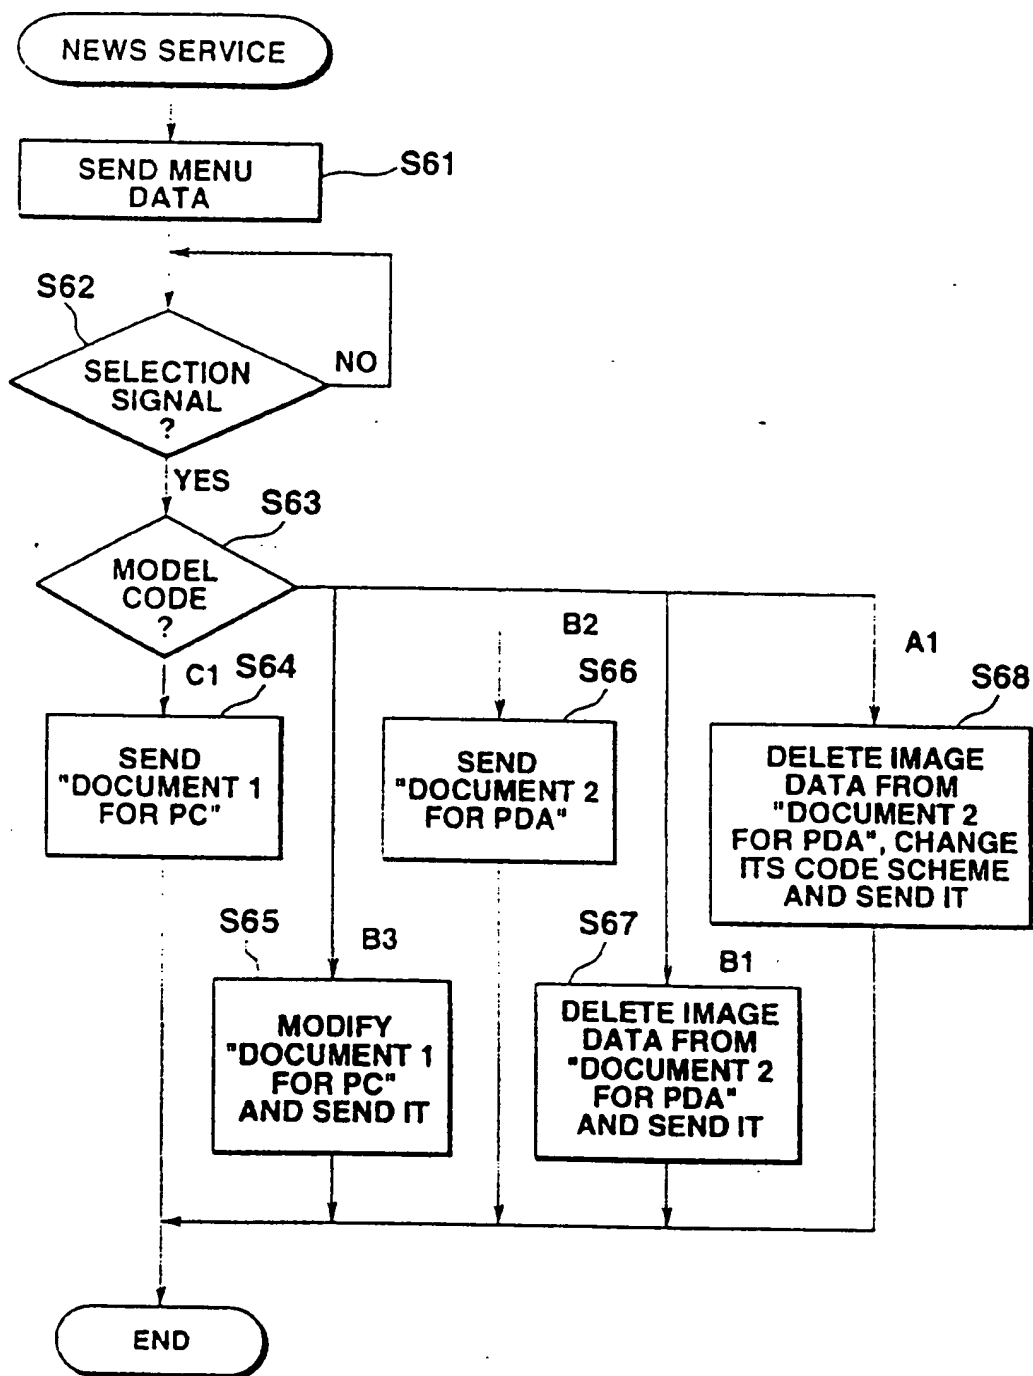 NEWS SERVICE
SEND MENU
DATA
S61
S62
SELECTION
SIGNAL
?
NO
YES
S63
MODEL
CODE
?
C1
S64
SEND
"DOCUMENT 1
FOR PC"
B2
S66
SEND
"DOCUMENT 2
FOR PDA"
A1
S68
DELETE IMAGE
DATA FROM
"DOCUMENT 2
FOR PDA", CHANGE
ITS CODE SCHEME
AND SEND IT
S65
B3
MODIFY
"DOCUMENT 1
FOR PC"
AND SEND IT
S67
B1
DELETE IMAGE
DATA FROM
"DOCUMENT 2
FOR PDA"
AND SEND IT
END